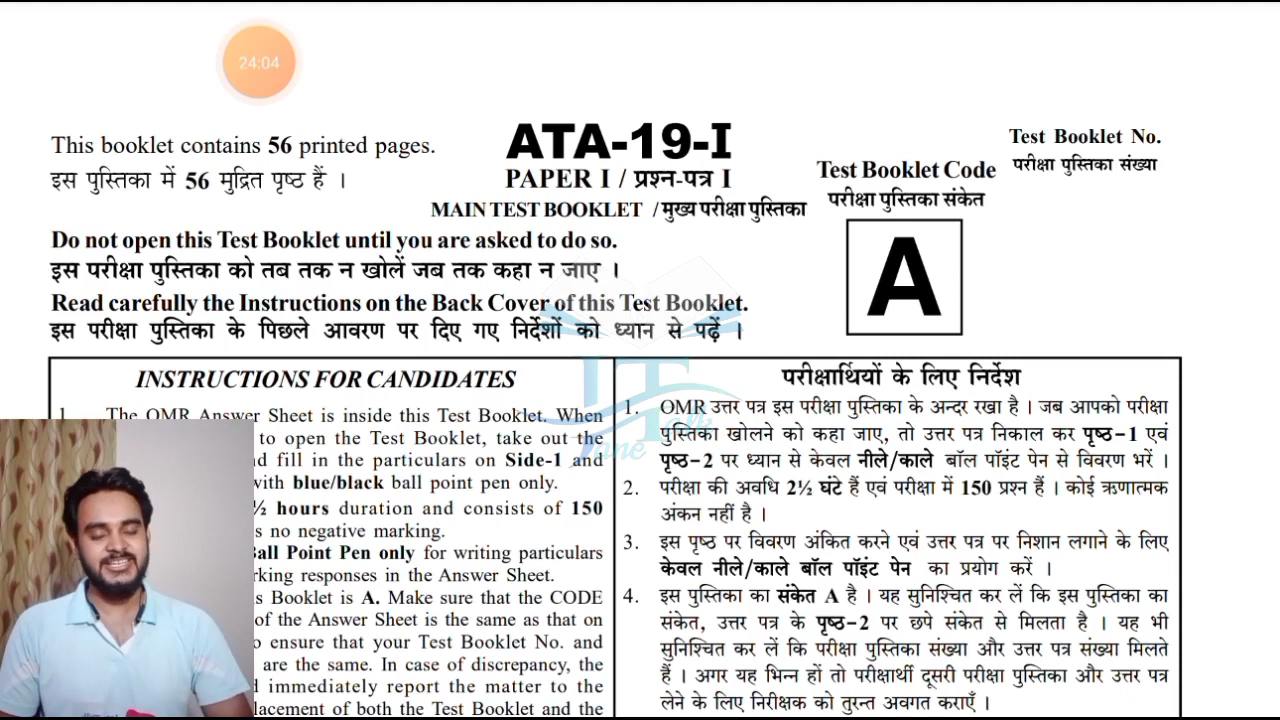 24:04
This booklet contains 56 printed pages.
इस पुस्तिका में 56 मुद्रित पृष्ठ हैं ।
ATA-19-I
PAPER I / प्रश्न-पत्र I
MAIN TEST BOOKLET / मुख्य परीक्षा पुस्तिका
Test Booklet Code
परीक्षा पुस्तिका संकेत
A
Test Booklet No.
परीक्षा पुस्तिका संख्या
Do not open this Test Booklet until you are asked to do so.
इस परीक्षा पुस्तिका को तब तक न खोलें जब तक कहा न जाए ।
Read carefully the Instructions on the Back Cover of this Test Booklet.
इस परीक्षा पुस्तिका के पिछले आवरण पर दिए गए निर्देशों को ध्यान से पढ़ें ।
INSTRUCTIONS FOR CANDIDATES
1. The OMR Answer Sheet is inside this Test Booklet. When
to open the Test Booklet, take out the
fill in the particulars on Side-1 and
with blue/black ball point pen only.
½ hours duration and consists of 150
no negative marking.
Ball Point Pen only for writing particulars
responses in the Answer Sheet.
Booklet is A. Make sure that the CODE
of the Answer Sheet is the same as that on
ensure that your Test Booklet No. and
are the same. In case of discrepancy, the
immediately report the matter to the
of both the Test Booklet and the
परीक्षार्थियों के लिए निर्देश
1. OMR उत्तर पत्र इस परीक्षा पुस्तिका के अन्दर रखा है । जब आपको परीक्षा
पुस्तिका खोलने को कहा जाए, तो उत्तर पत्र निकाल कर पृष्ठ-1 एवं
पृष्ठ-2 पर ध्यान से केवल नीले/काले बॉल पॉइंट पेन से विवरण भरें ।
2. परीक्षा की अवधि 2½ घंटे हैं एवं परीक्षा में 150 प्रश्न हैं । कोई ऋणात्मक
अंकन नहीं है ।
3. इस पृष्ठ पर विवरण अंकित करने एवं उत्तर पत्र पर निशान लगाने के लिए
केवल नीले/काले बॉल पॉइंट पेन का प्रयोग करें ।
4. इस पुस्तिका का संकेत A है । यह सुनिश्चित कर लें कि इस पुस्तिका का
संकेत, उत्तर पत्र के पृष्ठ-2 पर छपे संकेत से मिलता है । यह भी
सुनिश्चित कर लें कि परीक्षा पुस्तिका संख्या और उत्तर पत्र संख्या मिलते
हैं । अगर यह भिन्न हों तो परीक्षार्थी दूसरी परीक्षा पुस्तिका और उत्तर पत्र
लेने के लिए निरीक्षक को तुरन्त अवगत कराएँ ।